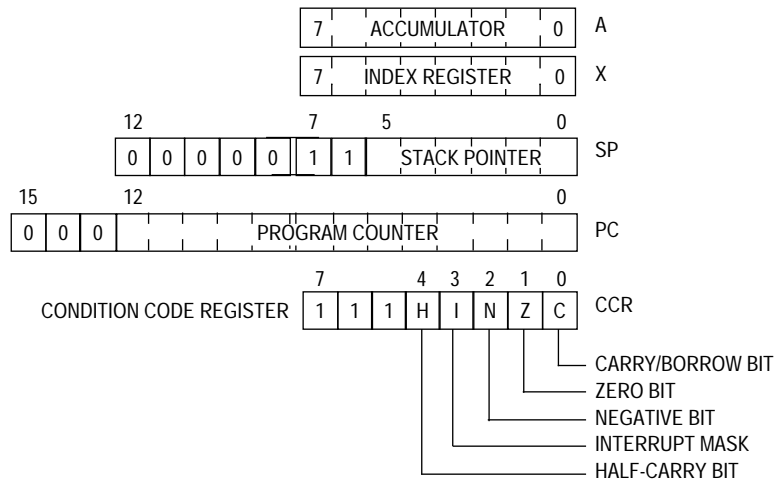 7 ACCUMULATOR 0 A
7 INDEX REGISTER 0 X
12 7 5 0
0 0 0 0 0 1 1 STACK POINTER SP
15 12 0
0 0 0 PROGRAM COUNTER PC
7 4 3 2 1 0
CONDITION CODE REGISTER 1 1 1 H I N Z C CCR
CARRY/BORROW BIT
ZERO BIT
NEGATIVE BIT
INTERRUPT MASK
HALF-CARRY BIT